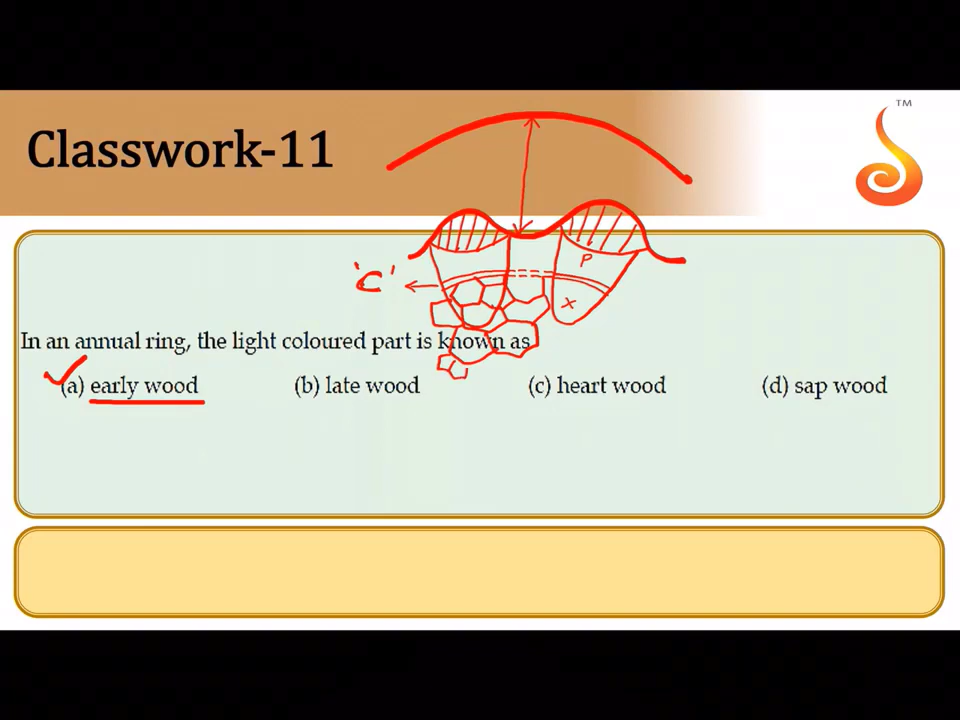 TM
Classwork-11
'C'
P
x
In an annual ring, the light coloured part is known as
(a) early wood (b) late wood (c) heart wood (d) sap wood